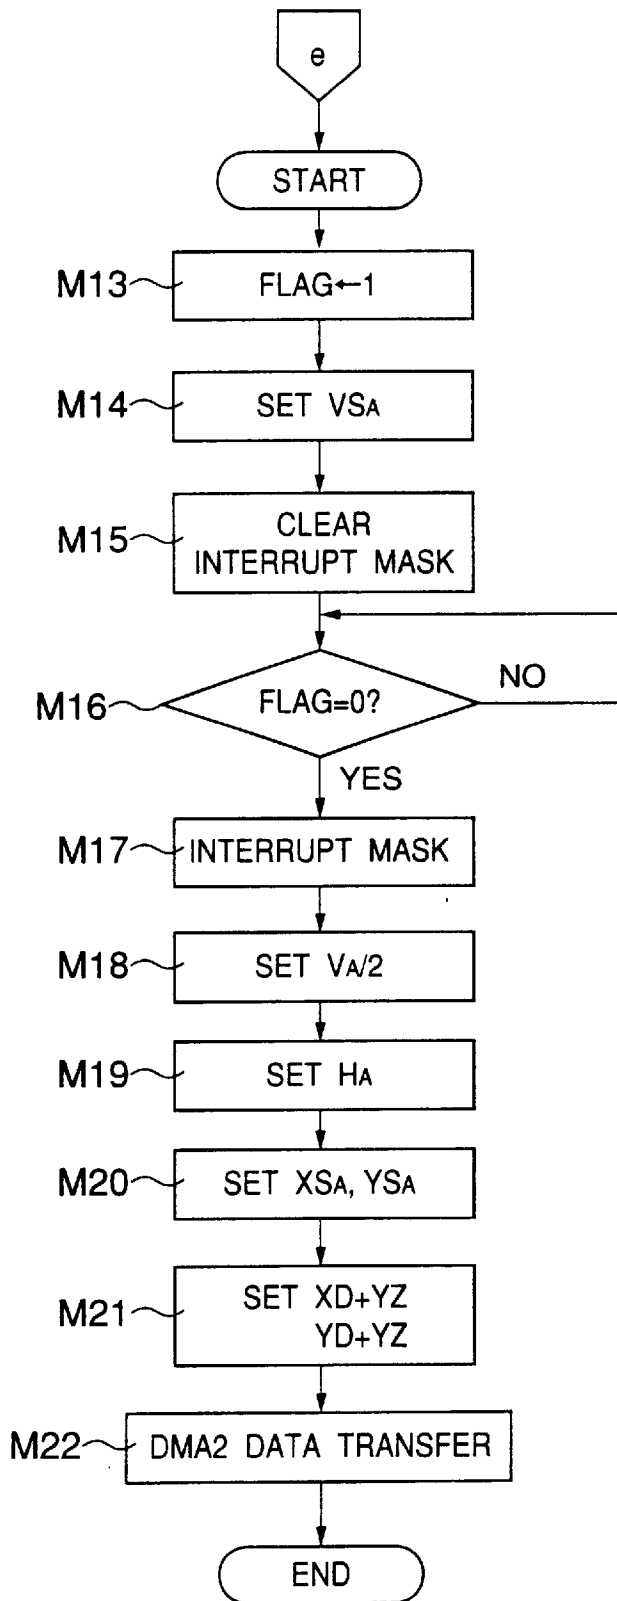 e
START
M13
FLAG←1
M14
SET VSA
M15
CLEAR
INTERRUPT MASK
M16
FLAG=0?
NO
YES
M17
INTERRUPT MASK
M18
SET VA/2
M19
SET HA
M20
SET XSA, YSA
M21
SET XD+YZ
YD+YZ
M22
DMA2 DATA TRANSFER
END